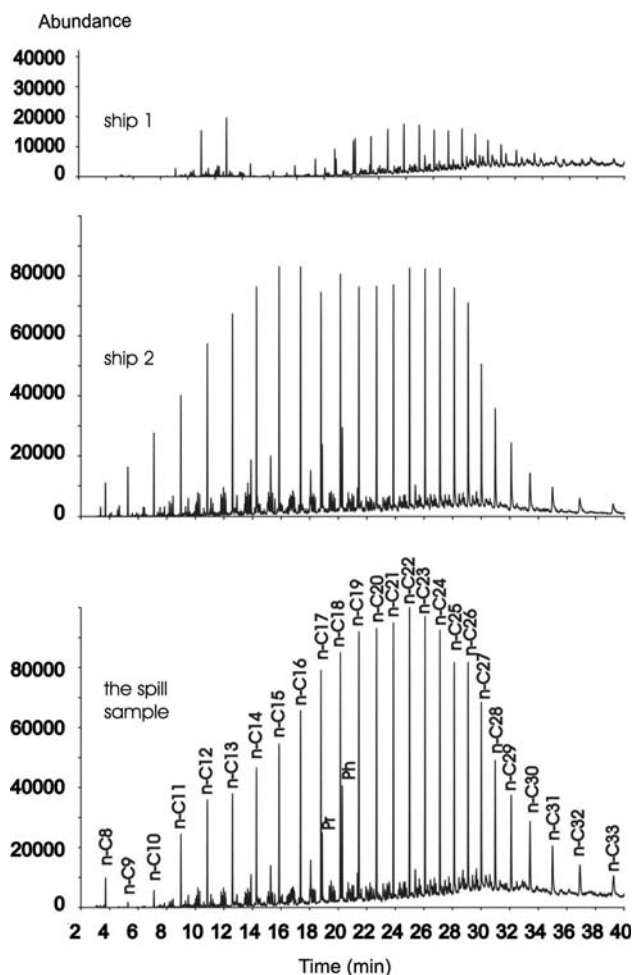 Abundance
40000
30000
20000
10000
0
ship 1
80000
60000
40000
20000
0
ship 2
80000
60000
40000
20000
0
the spill
sample
n-C8
n-C9
n-C10
n-C11
n-C12
n-C13
n-C14
n-C15
n-C16
n-C17
Pr
n-C18
Ph
n-C19
n-C20
n-C21
n-C22
n-C23
n-C24
n-C25
n-C26
n-C27
n-C28
n-C29
n-C30
n-C31
n-C32
n-C33
2 4 6 8 10 12 14 16 18 20 22 24 26 28 30 32 34 36 38 40
Time (min)